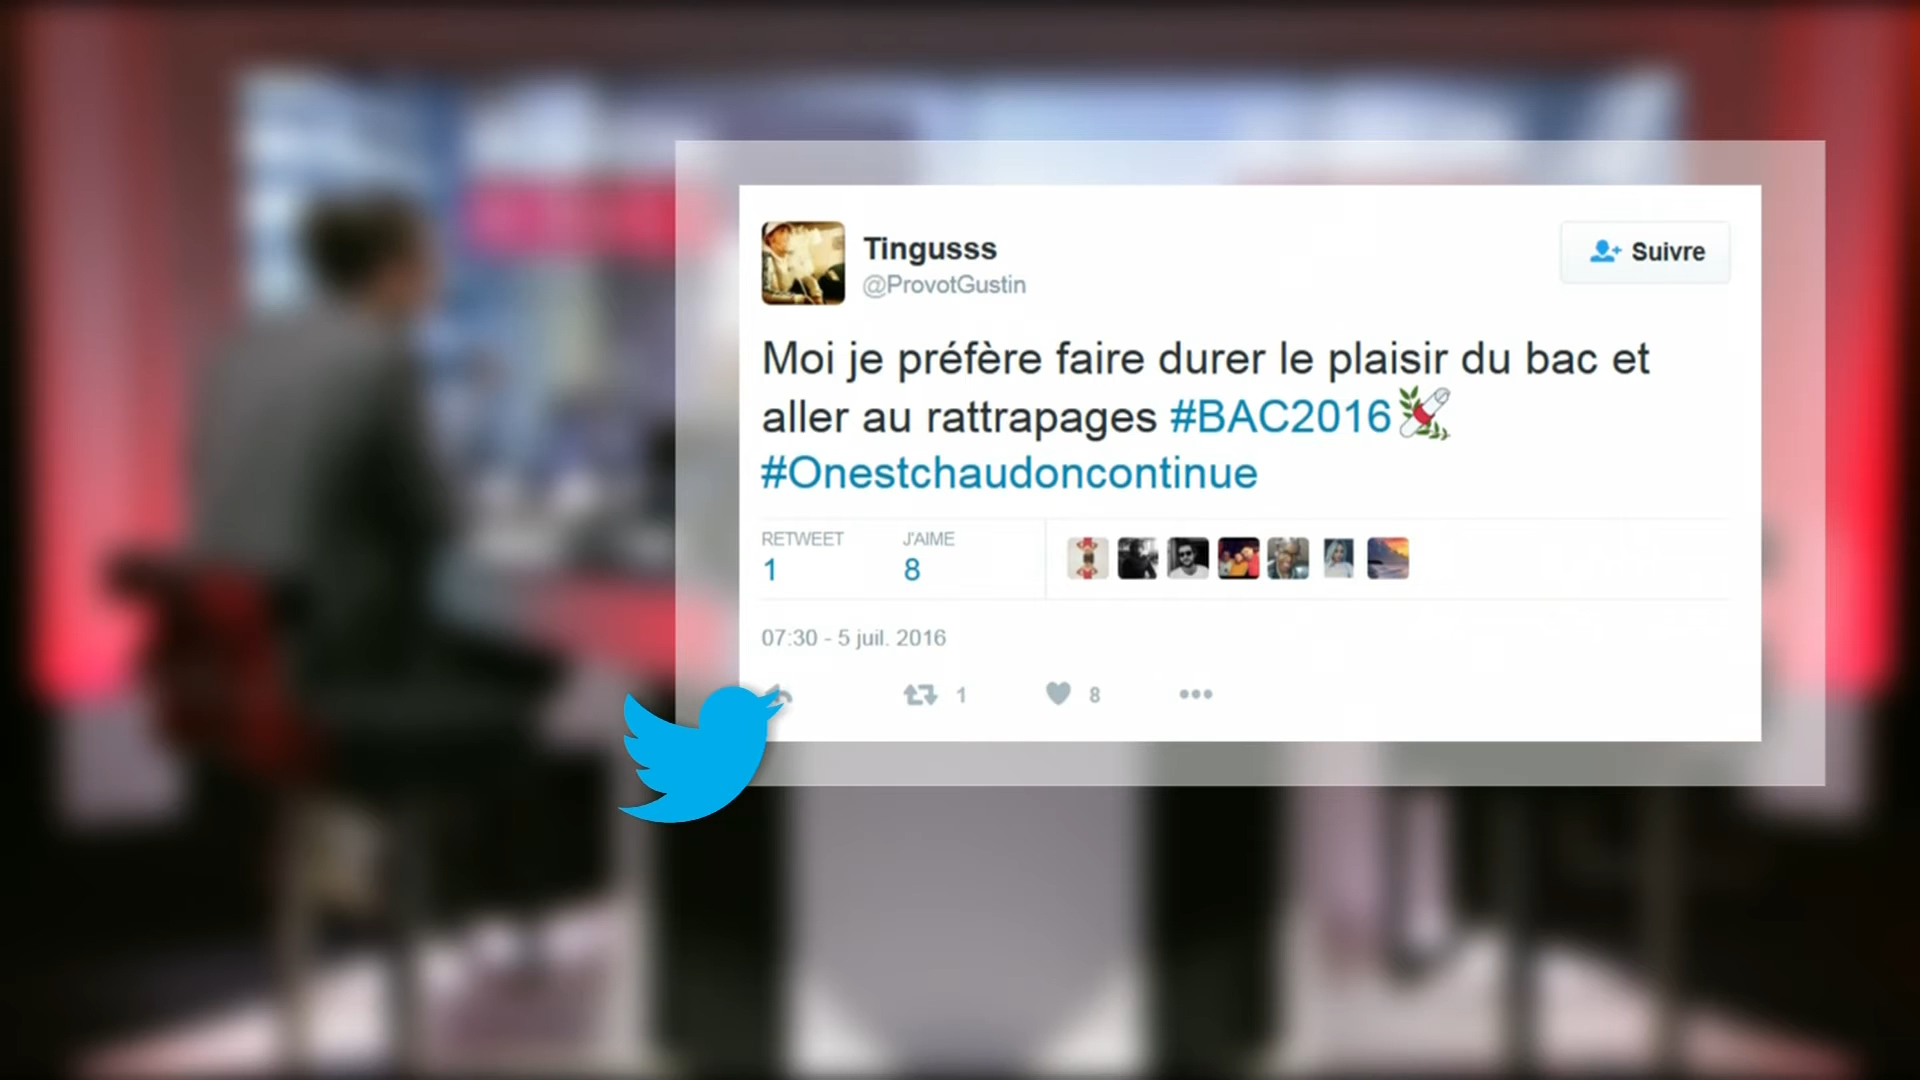 Tingusss
@ProvotGustin
Suivre
Moi je préfère faire durer le plaisir du bac et
aller au rattrapages #BAC2016
#Onestchaudoncontinue
RETWEET
J'AIME
1
8
07:30 - 5 juil. 2016
1
8